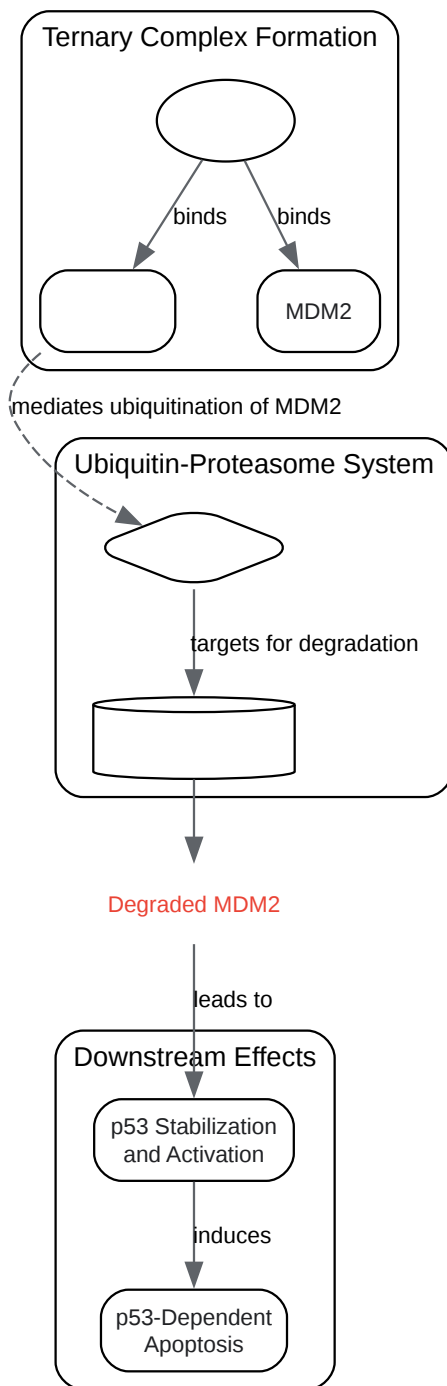 Ternary Complex Formation
binds
binds
MDM2
mediates ubiquitination of MDM2
Ubiquitin-Proteasome System
targets for degradation
Degraded MDM2
leads to
Downstream Effects
p53 Stabilization
and Activation
induces
p53-Dependent
Apoptosis